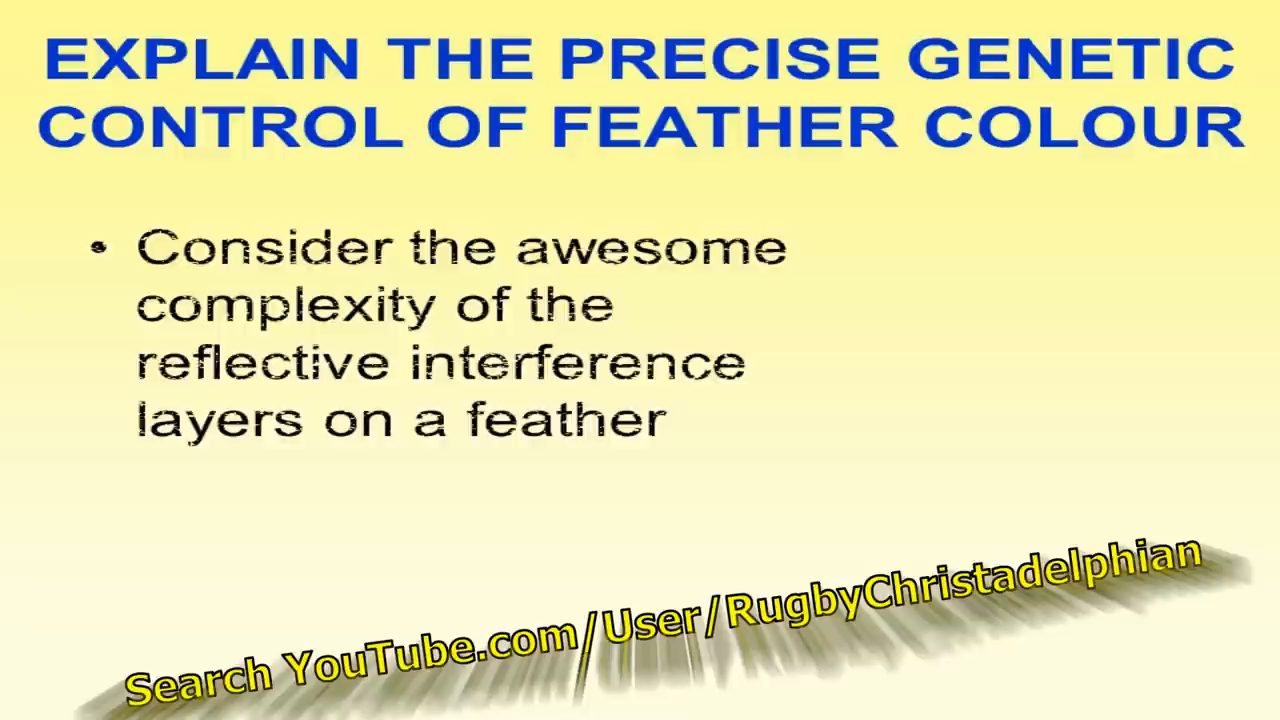 EXPLAIN THE PRECISE GENETIC
CONTROL OF FEATHER COLOUR
• Consider the awesome
complexity of the
reflective interference
layers on a feather
Search YouTube.com/User/RugbyChristadelphian